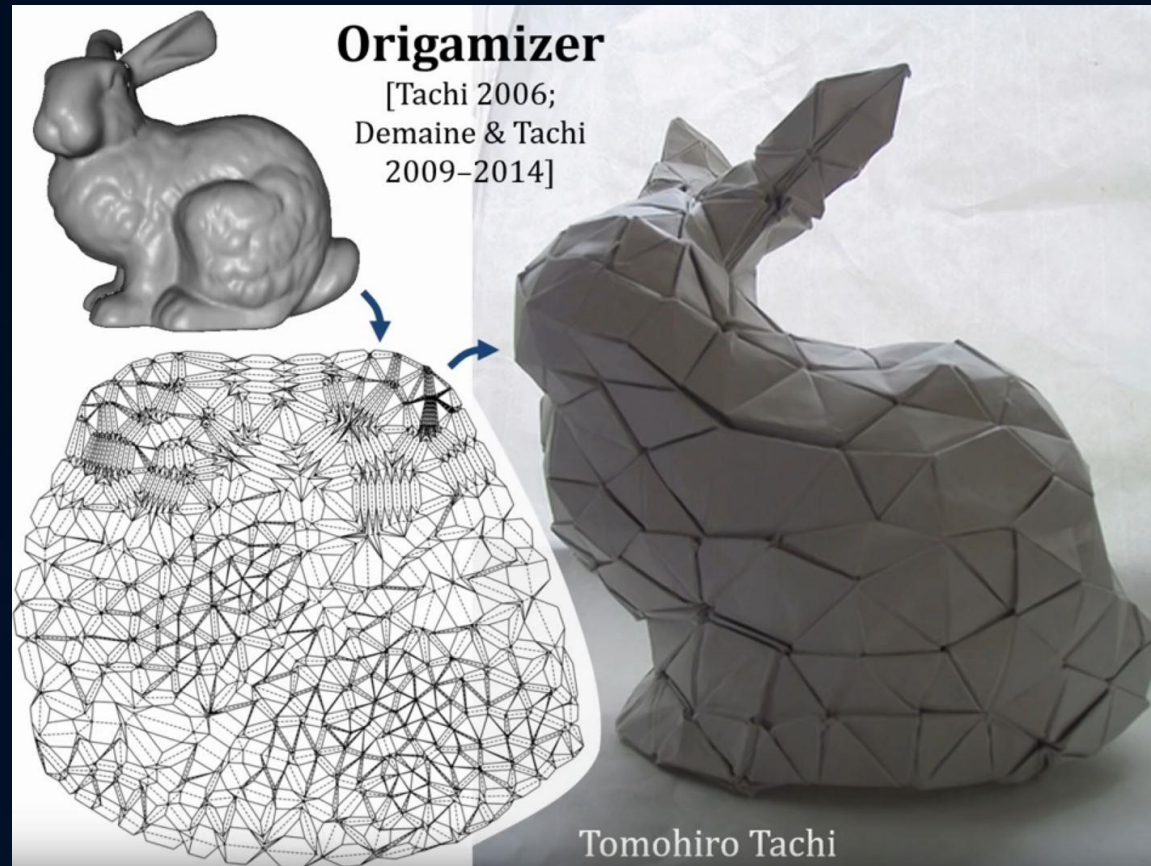 Origamizer
[Tachi 2006;
Demaine & Tachi
2009–2014]
Tomohiro Tachi